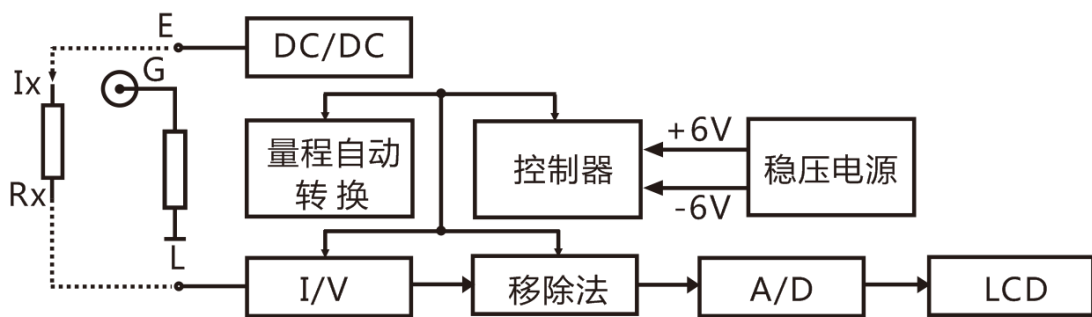 E
DC/DC
G
Ix
量程自动
转 换
控制器
+6V
稳压电源
-6V
Rx
L
I/V
移除法
A/D
LCD